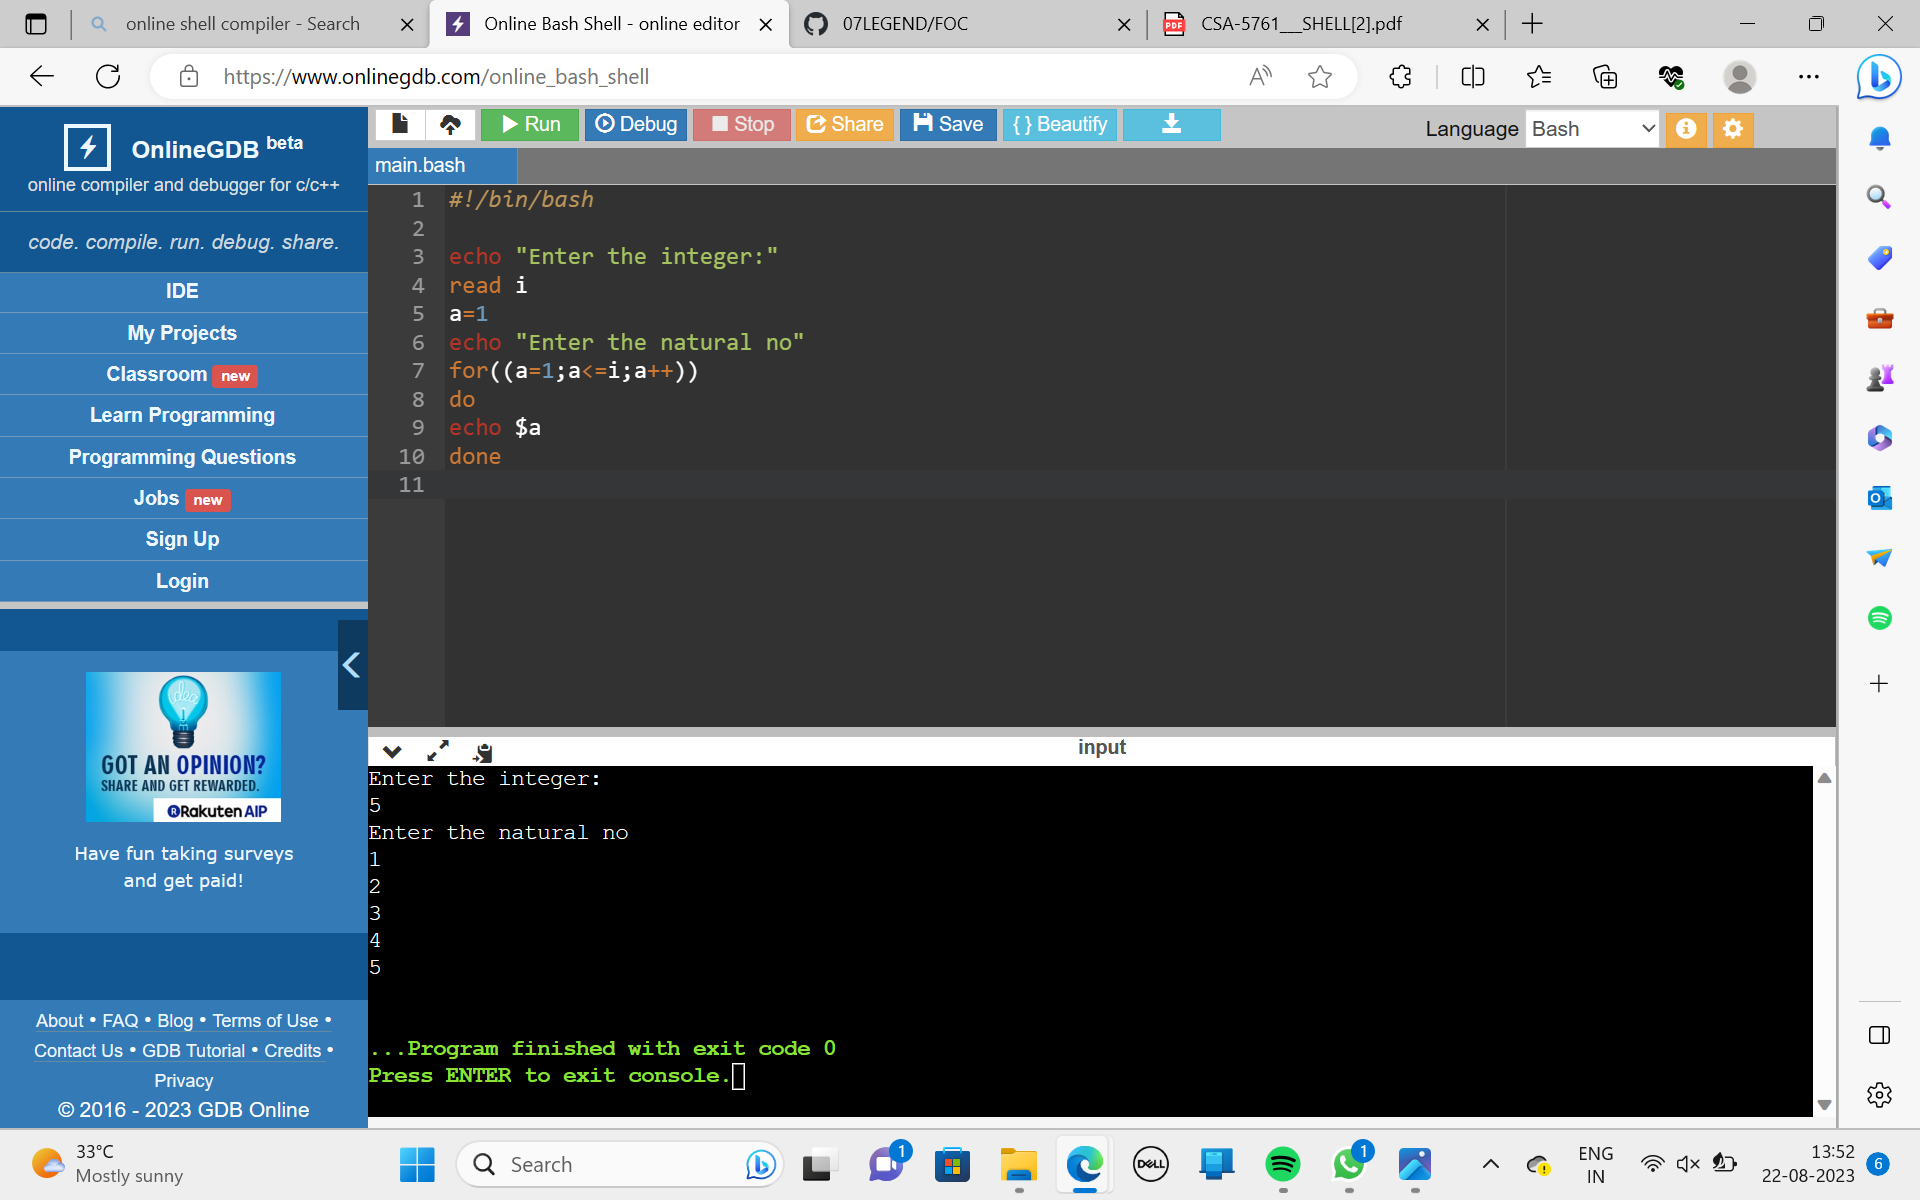 online shell compiler - Search
Online Bash Shell - online editor
07LEGEND/FOC
CSA-5761___SHELL[2].pdf
https://www.onlinegdb.com/online_bash_shell
OnlineGDB beta
online compiler and debugger for c/c++
code. compile. run. debug. share.
IDE
My Projects
Classroom new
Learn Programming
Programming Questions
Jobs new
Sign Up
Login
GOT AN OPINION?
SHARE AND GET REWARDED.
Rakuten AIP
Have fun taking surveys
and get paid!
About • FAQ • Blog • Terms of Use •
Contact Us • GDB Tutorial • Credits •
Privacy
© 2016 - 2023 GDB Online
Run Debug Stop Share Save { } Beautify
Language Bash
main.bash
1 #!/bin/bash
2
3 echo "Enter the integer:"
4 read i
5 a=1
6 echo "Enter the natural no"
7 for((a=1;a<=i;a++))
8 do
9 echo $a
10 done
11
input
Enter the integer:
5
Enter the natural no
1
2
3
4
5
...Program finished with exit code 0
Press ENTER to exit console.
33°C
Mostly sunny
Search
1
DELL
1
ENG
IN
13:52
22-08-2023
6